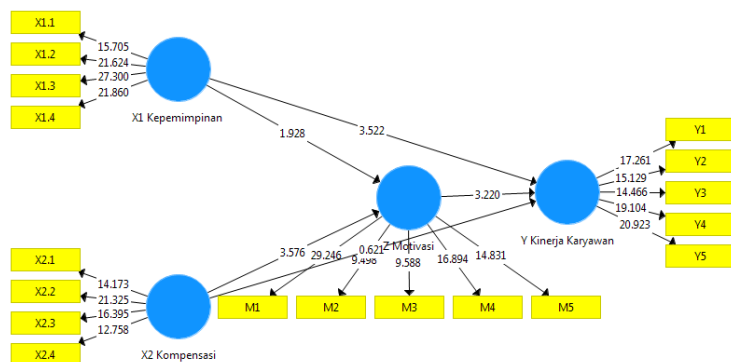 X1.1
X1.2
X1.3
X1.4
15.705
21.624
27.300
21.860
X1 Kepemimpinan
3.522
1.928
Y1
Y2
Y3
Y4
Y5
17.261
15.129
14.466
19.104
20.923
3.220
Y Kinerja Karyawan
Z Motivasi
3.576
0.621
29.246
9.498
9.588
16.894
14.831
M1
M2
M3
M4
M5
X2.1
X2.2
X2.3
X2.4
14.173
21.325
16.395
12.758
X2 Kompensasi